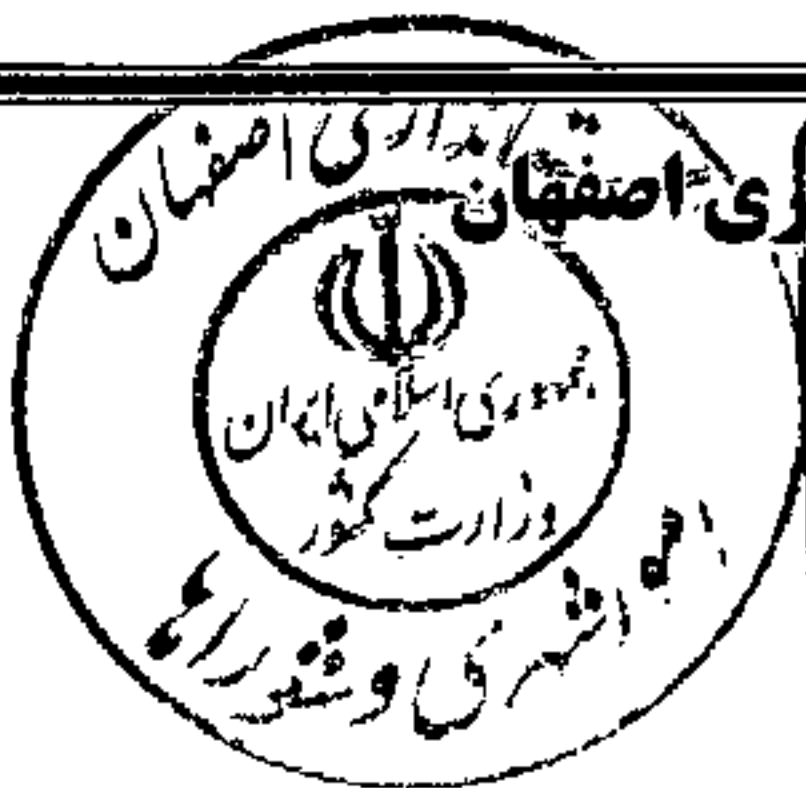 استانداری اصفهان
ری اصفهان
جمهوری اسلامی ایران
وزارت کشور
امور شهری و شوراها